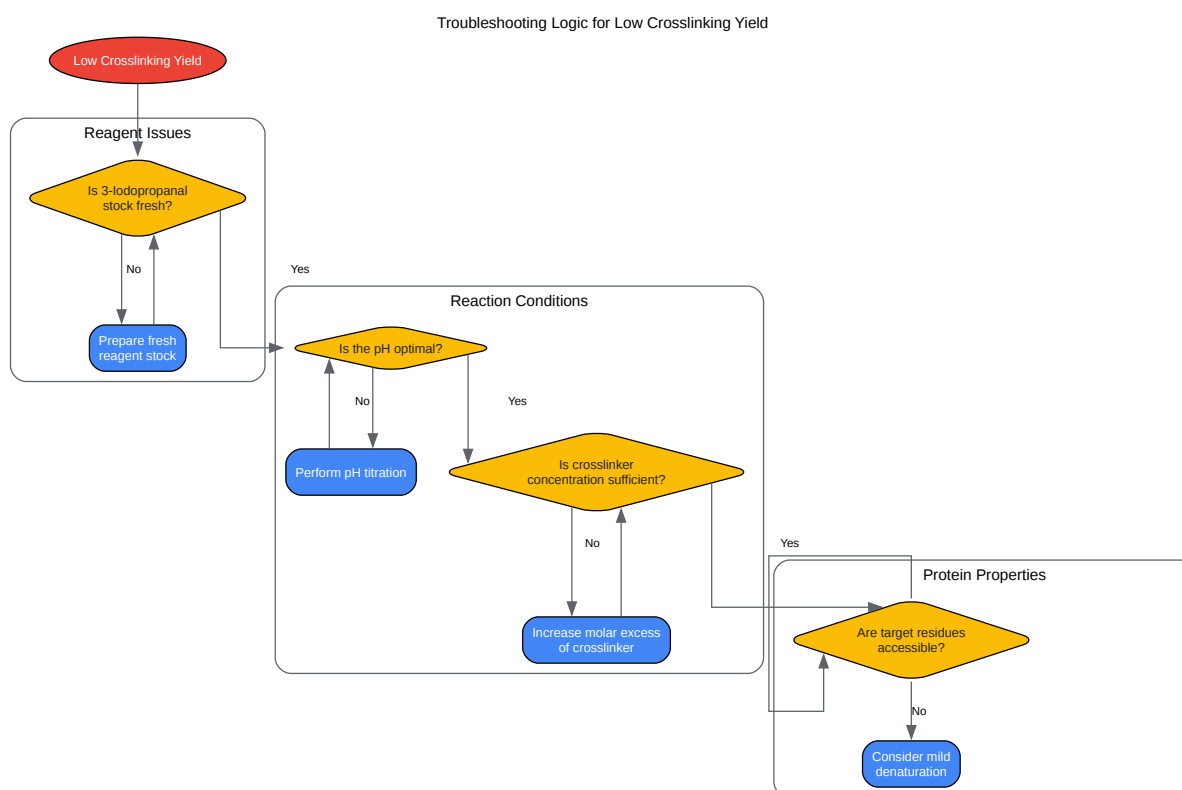 Troubleshooting Logic for Low Crosslinking Yield
Low Crosslinking Yield
Reagent Issues
Is 3-Iodopropanal
stock fresh?
No
Yes
Prepare fresh
reagent stock
Reaction Conditions
Is the pH optimal?
No
Yes
Perform pH titration
Is crosslinker
concentration sufficient?
No
Yes
Increase molar excess
of crosslinker
Protein Properties
Are target residues
accessible?
No
Consider mild
denaturation